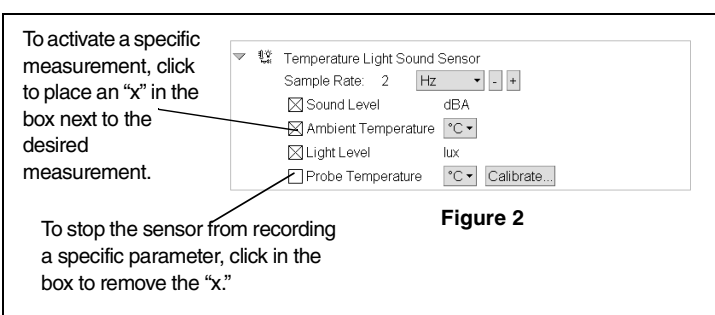 To activate a specific
measurement, click
to place an “x” in the
box next to the
desired
measurement.
Temperature Light Sound Sensor
Sample Rate: 2 Hz - +
Sound Level dBA
Ambient Temperature °C
Light Level lux
Probe Temperature °C Calibrate...
Figure 2
To stop the sensor from recording
a specific parameter, click in the
box to remove the “x.”